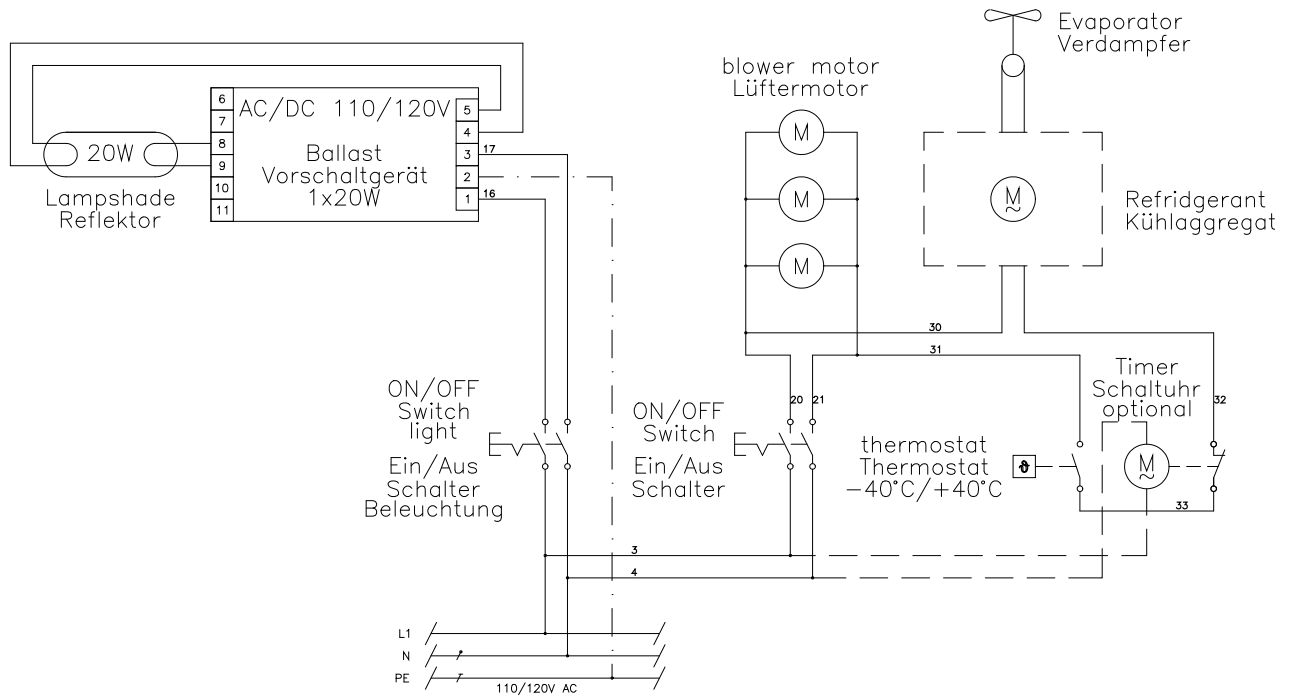 Evaporator
Verdampfer
blower motor
Lüftermotor
M
M
M
M
~
Refridgerant
Kühlaggregat
6
7
8
9
10
11
AC/DC 110/120V
Ballast
Vorschaltgerät
1x20W
5
4
3
2
1
17
16
20W
Lampshade
Reflektor
30
31
20
21
32
33
ON/OFF
Switch
light
Ein/Aus
Schalter
Beleuchtung
ON/OFF
Switch
Ein/Aus
Schalter
thermostat
Thermostat
-40°C/+40°C
ϑ
Timer
Schaltuhr
optional
M
~
3
4
L1
N
PE
110/120V AC